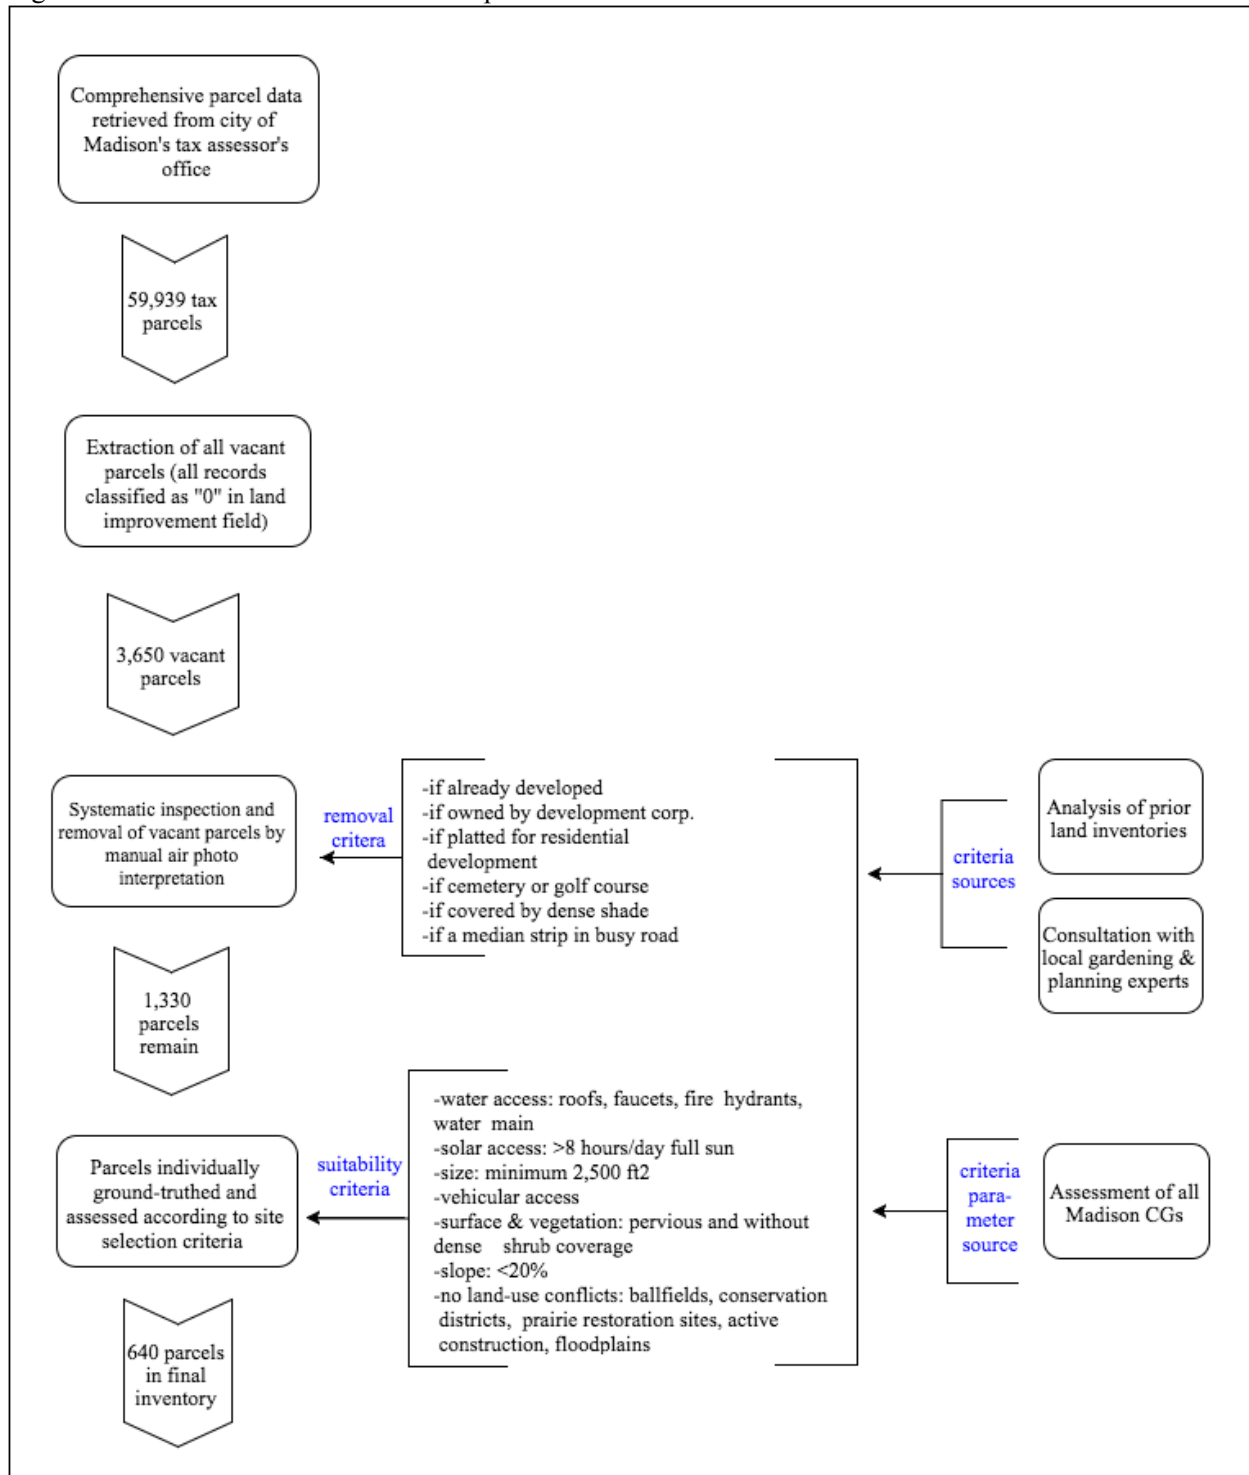 Comprehensive parcel data
retrieved from city of
Madison's tax assessor's
office
59,939 tax
parcels
Extraction of all vacant
parcels (all records
classified as "0" in land
improvement field)
3,650 vacant
parcels
Systematic inspection and
removal of vacant parcels by
manual air photo
interpretation
removal
critera
-if already developed
-if owned by development corp.
-if platted for residential
development
-if cemetery or golf course
-if covered by dense shade
-if a median strip in busy road
criteria
sources
Analysis of prior
land inventories
Consultation with
local gardening &
planning experts
1,330
parcels
remain
Parcels individually
ground-truthed and
assessed according to site
selection criteria
suitability
criteria
-water access: roofs, faucets, fire hydrants,
water main
-solar access: >8 hours/day full sun
-size: minimum 2,500 ft2
-vehicular access
-surface & vegetation: pervious and without
dense shrub coverage
-slope: <20%
-no land-use conflicts: ballfields, conservation
districts, prairie restoration sites, active
construction, floodplains
criteria
para-
meter
source
Assessment of all
Madison CGs
640 parcels
in final
inventory